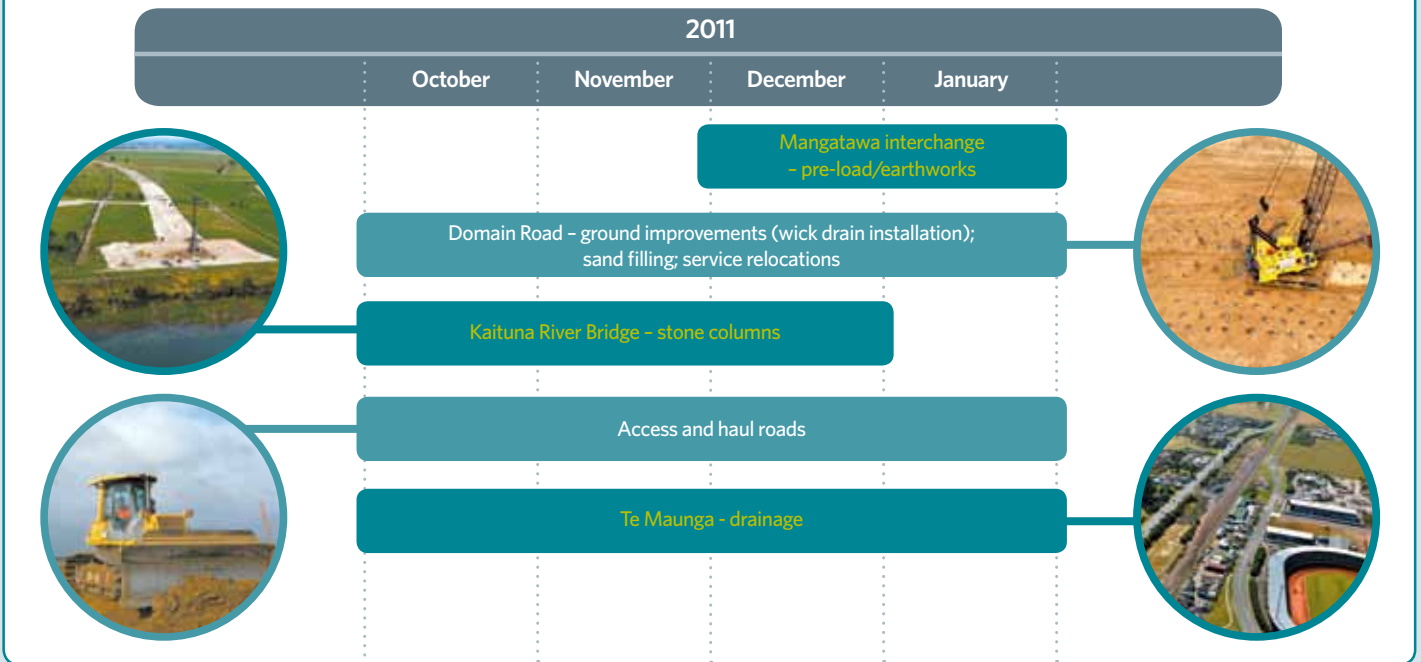 2011
October November December January
Mangatawa interchange
– pre-load/earthworks
Domain Road – ground improvements (wick drain installation);
sand filling; service relocations
Kaituna River Bridge – stone columns
Access and haul roads
Te Maunga - drainage